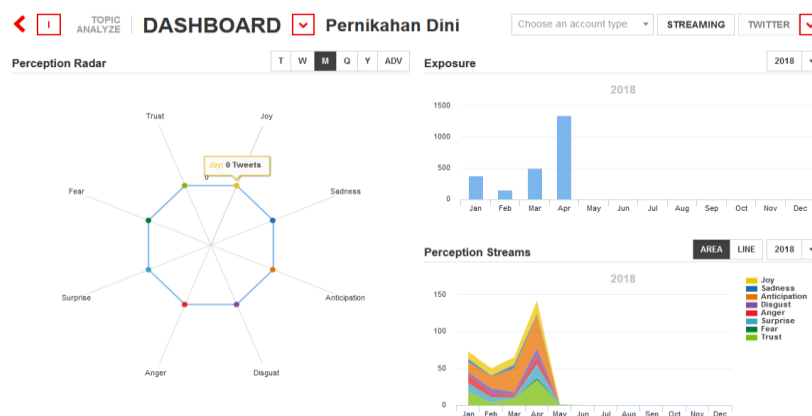 I
TOPIC
ANALYZE
DASHBOARD
Pernikahan Dini
Choose an account type
STREAMING
TWITTER
Perception Radar
T W M Q Y ADV
Trust
Joy
Joy: 0 Tweets
0
Fear
Sadness
Surprise
Anticipation
Anger
Disgust
Exposure
2018
2018
1500
1000
500
0
Jan Feb Mar Apr May Jun Jul Aug Sep Oct Nov Dec
Perception Streams
AREA LINE 2018
2018
150
100
50
0
Jan Feb Mar Apr May Jun Jul Aug Sep Oct Nov Dec
Joy
Sadness
Anticipation
Disgust
Anger
Surprise
Fear
Trust